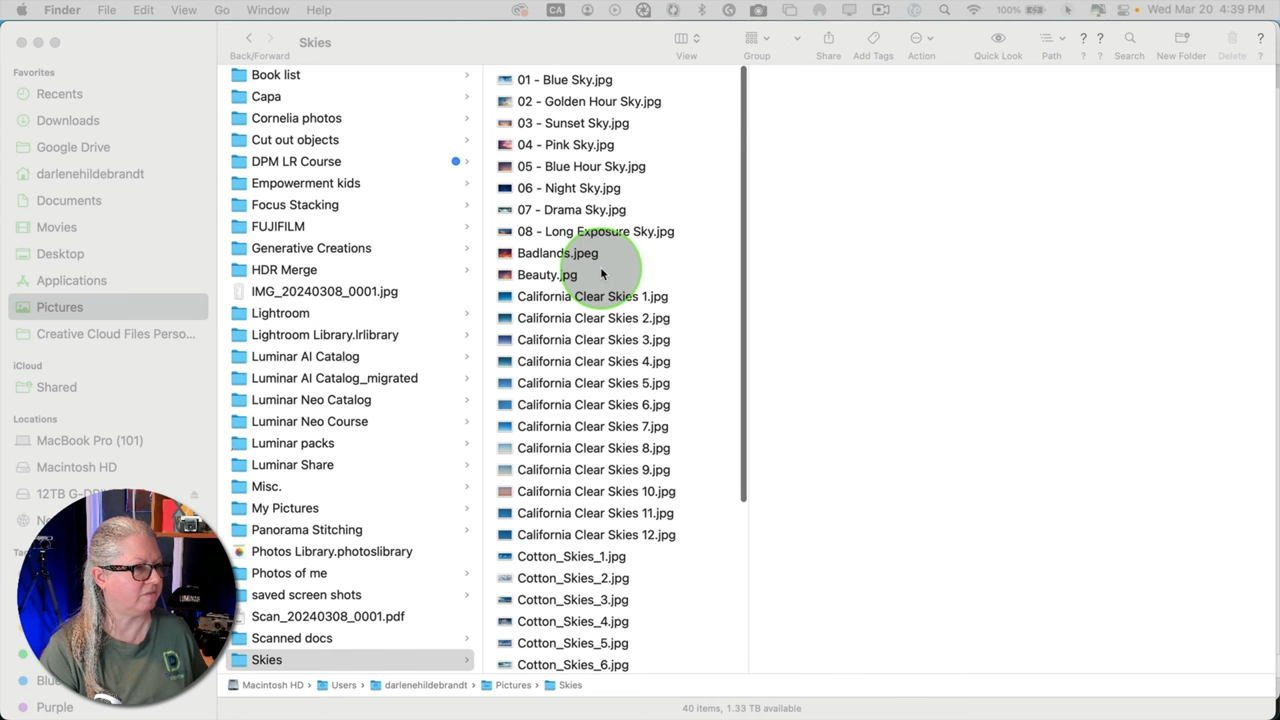 Finder File Edit View Go Window Help CA 100% Wed Mar 20 4:39 PM
Skies
Back/Forward View Group Share Add Tags Action Quick Look Path ? ? Search New Folder Delete ?
Favorites
Recents
Downloads
Google Drive
darlenehildebrandt
Documents
Movies
Desktop
Applications
Pictures
Creative Cloud Files Perso...
iCloud
Shared
Locations
MacBook Pro (101)
Macintosh HD
12TB G-DRI
Purple
Book list
Capa
Cornelia photos
Cut out objects
DPM LR Course
Empowerment kids
Focus Stacking
FUJIFILM
Generative Creations
HDR Merge
IMG_20240308_0001.jpg
Lightroom
Lightroom Library.lrlibrary
Luminar AI Catalog
Luminar AI Catalog_migrated
Luminar Neo Catalog
Luminar Neo Course
Luminar packs
Luminar Share
Misc.
My Pictures
Panorama Stitching
Photos Library.photoslibrary
Photos of me
saved screen shots
Scan_20240308_0001.pdf
Scanned docs
Skies
01 - Blue Sky.jpg
02 - Golden Hour Sky.jpg
03 - Sunset Sky.jpg
04 - Pink Sky.jpg
05 - Blue Hour Sky.jpg
06 - Night Sky.jpg
07 - Drama Sky.jpg
08 - Long Exposure Sky.jpg
Badlands.jpeg
Beauty.jpg
California Clear Skies 1.jpg
California Clear Skies 2.jpg
California Clear Skies 3.jpg
California Clear Skies 4.jpg
California Clear Skies 5.jpg
California Clear Skies 6.jpg
California Clear Skies 7.jpg
California Clear Skies 8.jpg
California Clear Skies 9.jpg
California Clear Skies 10.jpg
California Clear Skies 11.jpg
California Clear Skies 12.jpg
Cotton_Skies_1.jpg
Cotton_Skies_2.jpg
Cotton_Skies_3.jpg
Cotton_Skies_4.jpg
Cotton_Skies_5.jpg
Cotton_Skies_6.jpg
LUMINAR
Macintosh HD › Users › darlenehildebrandt › Pictures › Skies
40 items, 1.33 TB available